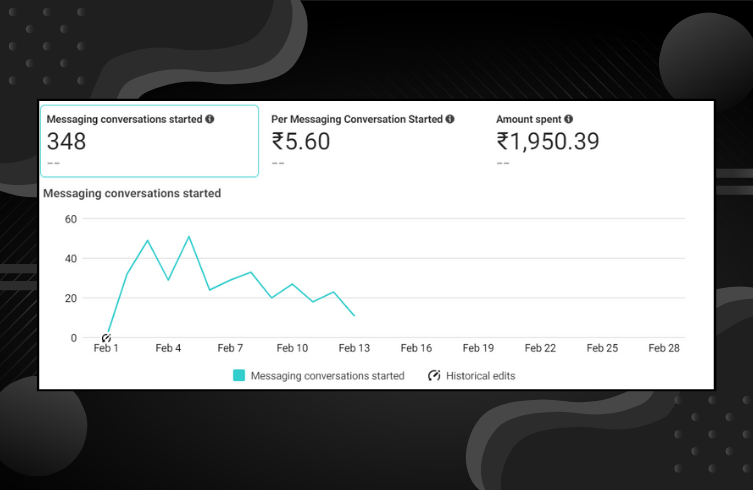 Messaging conversations started
Per Messaging Conversation Started
Amount spent
348
₹5.60
₹1,950.39
--
--
--
Messaging conversations started
60
40
20
0
Feb 1
Feb 4
Feb 7
Feb 10
Feb 13
Feb 16
Feb 19
Feb 22
Feb 25
Feb 28
Messaging conversations started
Historical edits